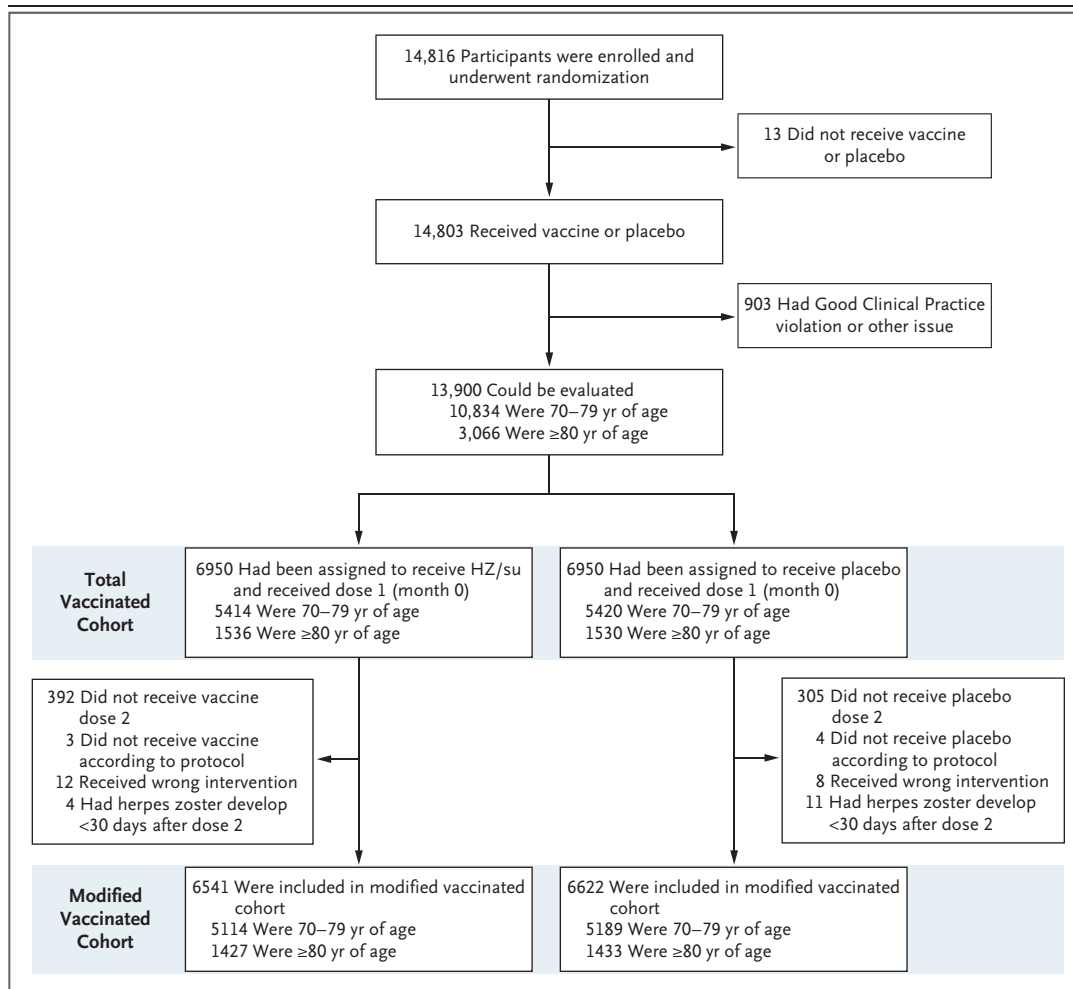 14,816 Participants were enrolled and
underwent randomization
13 Did not receive vaccine
or placebo
14,803 Received vaccine or placebo
903 Had Good Clinical Practice
violation or other issue
13,900 Could be evaluated
10,834 Were 70–79 yr of age
3,066 Were ≥80 yr of age
Total
Vaccinated
Cohort
6950 Had been assigned to receive HZ/su
and received dose 1 (month 0)
5414 Were 70–79 yr of age
1536 Were ≥80 yr of age
6950 Had been assigned to receive placebo
and received dose 1 (month 0)
5420 Were 70–79 yr of age
1530 Were ≥80 yr of age
392 Did not receive vaccine
dose 2
3 Did not receive vaccine
according to protocol
12 Received wrong intervention
4 Had herpes zoster develop
<30 days after dose 2
305 Did not receive placebo
dose 2
4 Did not receive placebo
according to protocol
8 Received wrong intervention
11 Had herpes zoster develop
<30 days after dose 2
Modified
Vaccinated
Cohort
6541 Were included in modified vaccinated
cohort
5114 Were 70–79 yr of age
1427 Were ≥80 yr of age
6622 Were included in modified vaccinated
cohort
5189 Were 70–79 yr of age
1433 Were ≥80 yr of age